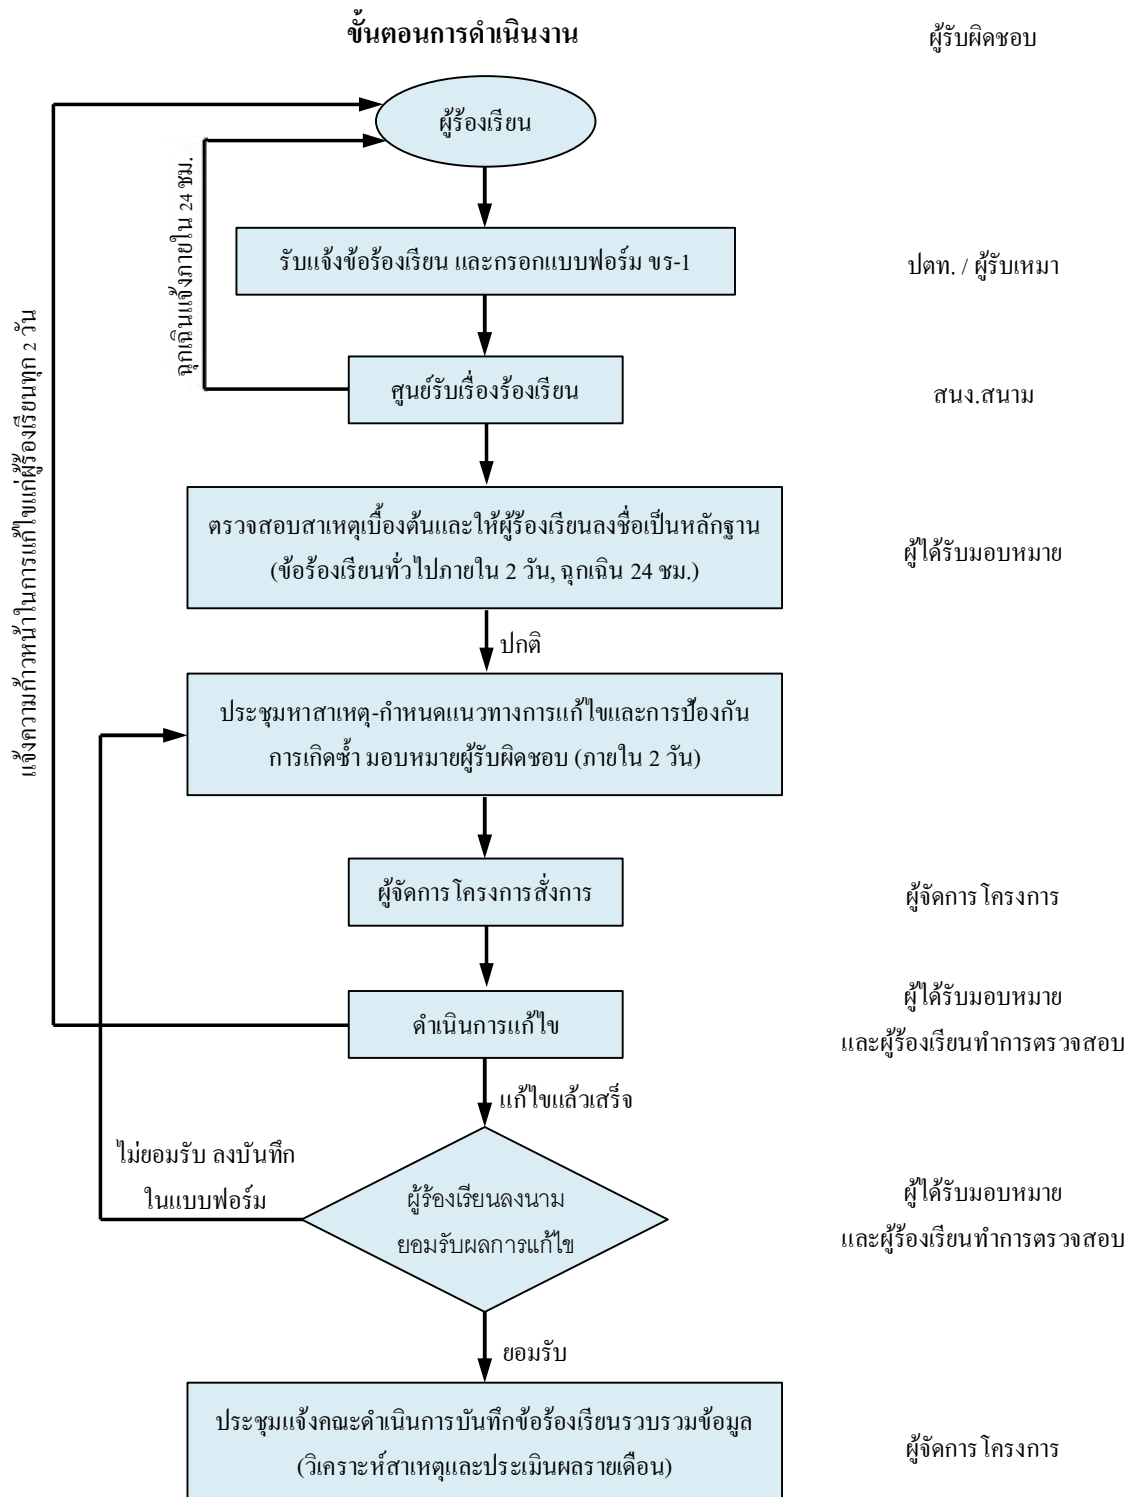 ขั้นตอนการดำเนินงาน
ผู้รับผิดชอบ
ผู้ร้องเรียน
ฉุกเฉินแจ้งภายใน 24 ชม.
รับแจ้งข้อร้องเรียน และกรอกแบบฟอร์ม ขร-1
ปตท. / ผู้รับเหมา
แจ้งความก้าวหน้าในการแก้ไขแก่ผู้ร้องเรียนทุก 2 วัน
ศูนย์รับเรื่องร้องเรียน
สนง.สนาม
ตรวจสอบสาเหตุเบื้องต้นและให้ผู้ร้องเรียนลงชื่อเป็นหลักฐาน
(ข้อร้องเรียนทั่วไปภายใน 2 วัน, ฉุกเฉิน 24 ชม.)
ผู้ได้รับมอบหมาย
ปกติ
ประชุมหาสาเหตุ-กำหนดแนวทางการแก้ไขและการป้องกัน
การเกิดซ้ำ มอบหมายผู้รับผิดชอบ (ภายใน 2 วัน)
ผู้จัดการโครงการสั่งการ
ผู้จัดการโครงการ
ดำเนินการแก้ไข
ผู้ได้รับมอบหมาย
และผู้ร้องเรียนทำการตรวจสอบ
แก้ไขแล้วเสร็จ
ไม่ยอมรับ ลงบันทึก
ในแบบฟอร์ม
ผู้ร้องเรียนลงนาม
ยอมรับผลการแก้ไข
ผู้ได้รับมอบหมาย
และผู้ร้องเรียนทำการตรวจสอบ
ยอมรับ
ประชุมแจ้งคณะดำเนินการบันทึกข้อร้องเรียนรวบรวมข้อมูล
(วิเคราะห์สาเหตุและประเมินผลรายเดือน)
ผู้จัดการโครงการ